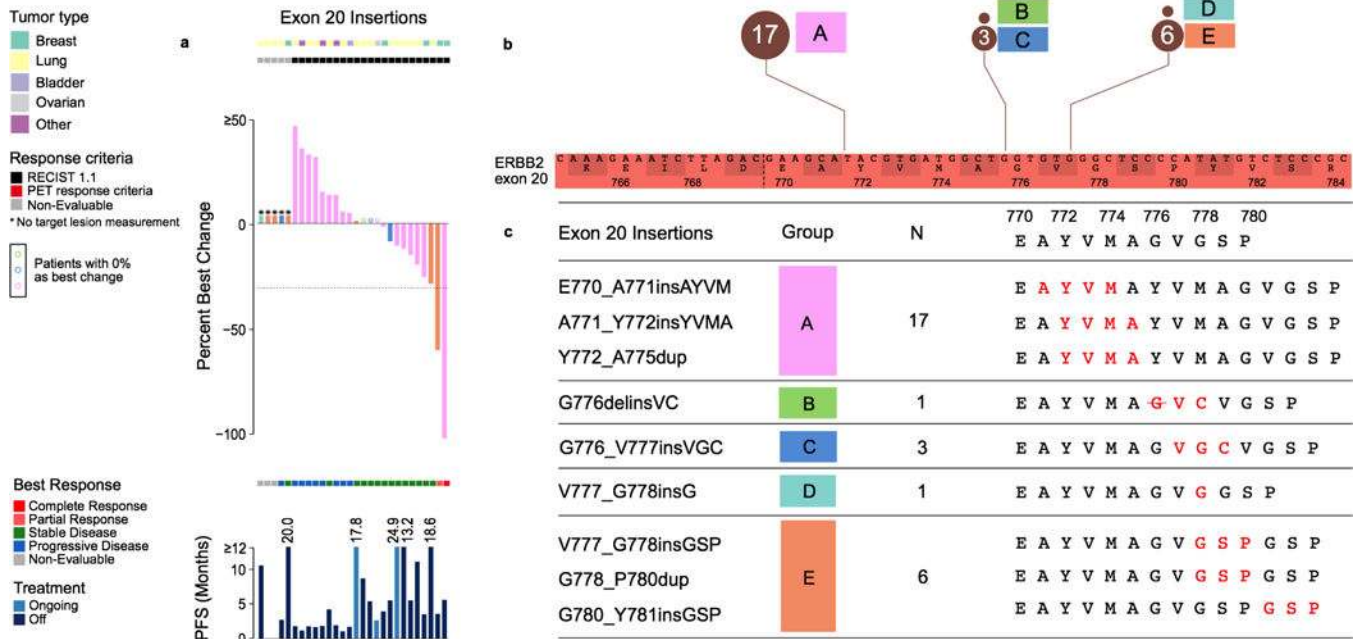 Tumor type
Breast
Lung
Bladder
Ovarian
Other
Response criteria
RECIST 1.1
PET response criteria
Non-Evaluable
* No target lesion measurement
Patients with 0%
as best change
Best Response
Complete Response
Partial Response
Stable Disease
Progressive Disease
Non-Evaluable
Treatment
Ongoing
Off
a
Exon 20 Insertions
Percent Best Change
≥50
0
−50
−100
PFS (Months)
≥12
10
5
0
20.0
17.8
24.9
13.2
18.6
b
17
A
3
B
C
6
D
E
ERBB2
exon 20
C A A A G A A A T C T T A G A C G A A G C A T A C G T G A T G G C T G G T G T G G G C T C C C C A T A T G T C T C C C G C
K E I L D E A Y V M A G V G S P Y V S R
766 768 770 772 774 776 778 780 782 784
c
Exon 20 Insertions Group N
770 772 774 776 778 780
E A Y V M A G V G S P
E770_A771insAYVM
E A Y V M A Y V M A G V G S P
A771_Y772insYVMA
A
17
E A Y V M A Y V M A G V G S P
Y772_A775dup
E A Y V M A Y V M A G V G S P
G776delinsVC B 1 E A Y V M A G V C V G S P
G776_V777insVGC C 3 E A Y V M A G V G C V G S P
V777_G778insG D 1 E A Y V M A G V G G S P
V777_G778insGSP
E A Y V M A G V G S P G S P
G778_P780dup
E
6
E A Y V M A G V G S P G S P
G780_Y781insGSP
E A Y V M A G V G S P G S P